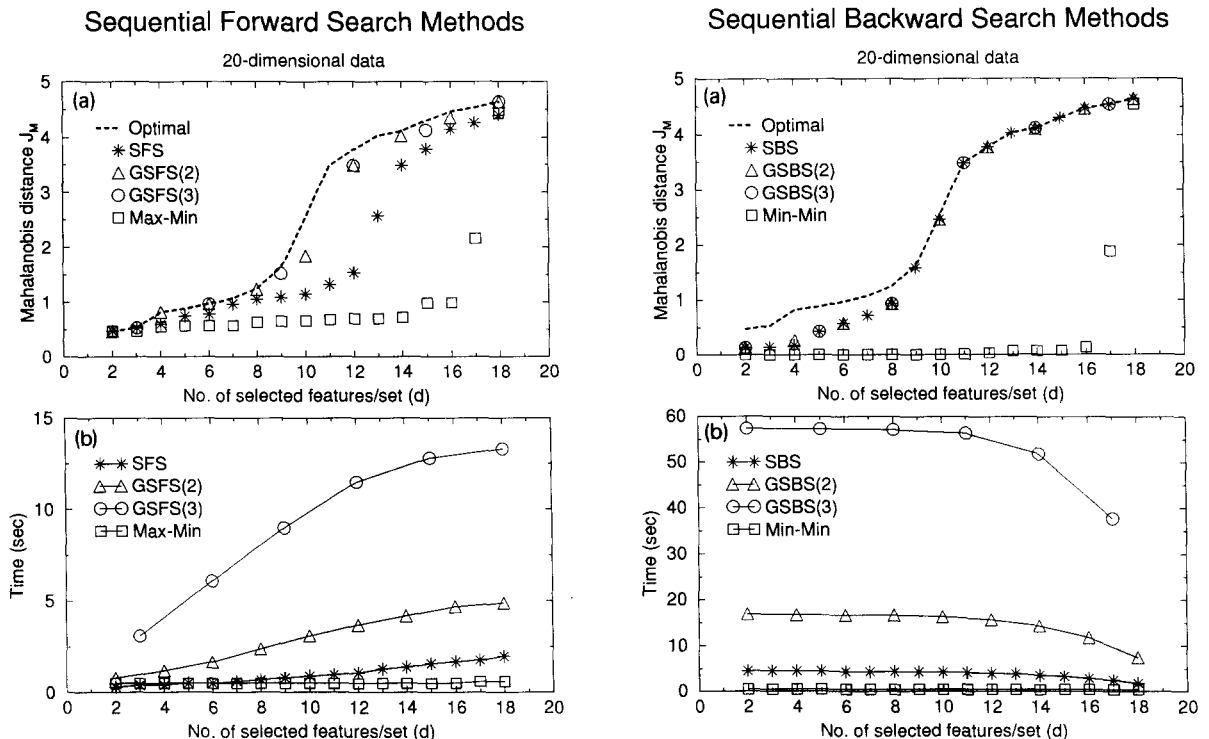 Sequential Forward Search Methods
20-dimensional data
(a)
Optimal
SFS
GSFS(2)
GSFS(3)
Max-Min
Mahalanobis distance J_M
5
4
3
2
1
0
0 2 4 6 8 10 12 14 16 18 20
No. of selected features/set (d)
(b)
SFS
GSFS(2)
GSFS(3)
Max-Min
Time (sec)
15
10
5
0
0 2 4 6 8 10 12 14 16 18 20
No. of selected features/set (d)
Sequential Backward Search Methods
20-dimensional data
(a)
Optimal
SBS
GSBS(2)
GSBS(3)
Min-Min
Mahalanobis distance J_M
5
4
3
2
1
0
0 2 4 6 8 10 12 14 16 18 20
No. of selected features/set (d)
(b)
SBS
GSBS(2)
GSBS(3)
Min-Min
Time (sec)
60
50
40
30
20
10
0
0 2 4 6 8 10 12 14 16 18 20
No. of selected features/set (d)